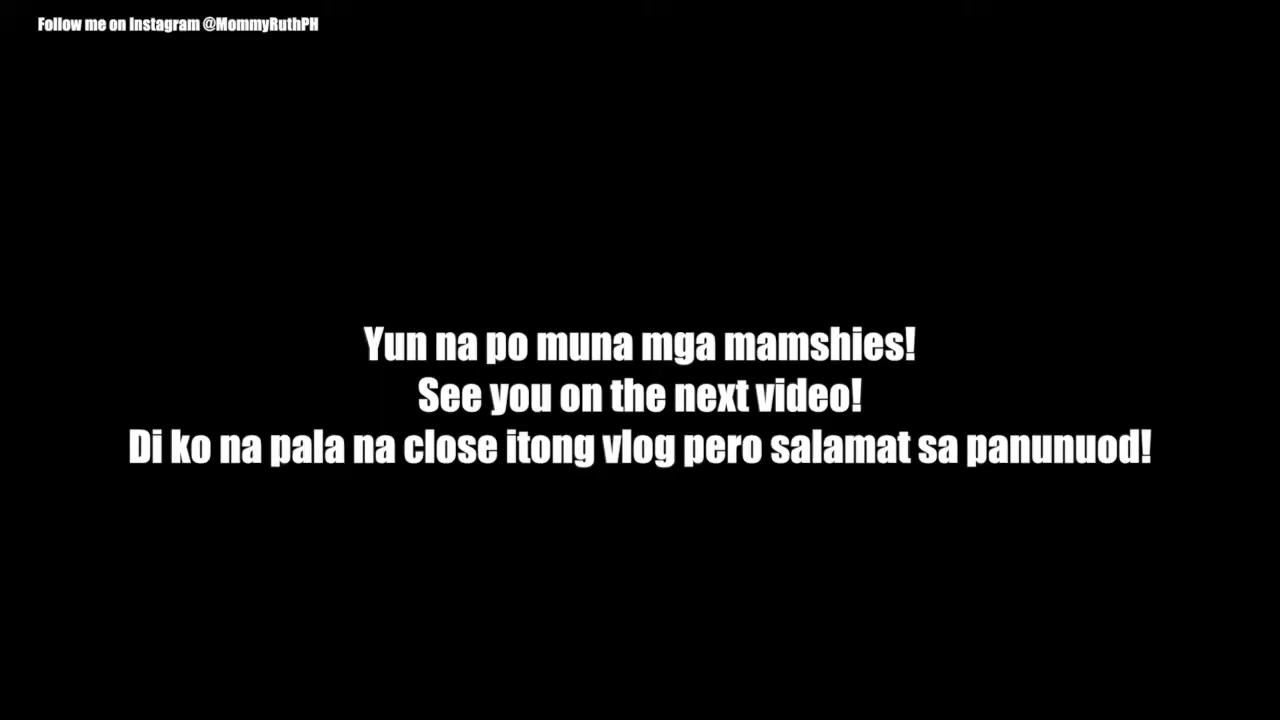 Follow me on Instagram @MommyRuthPH
Yun na po muna mga mamshies!
See you on the next video!
Di ko na pala na close itong vlog pero salamat sa panunuod!